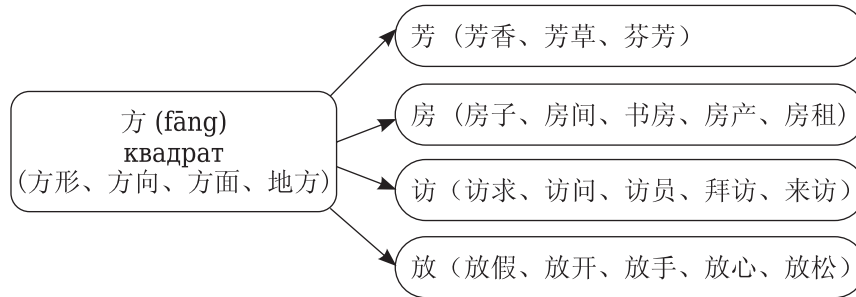 方 (fāng)
квадрат
(方形、方向、方面、地方)
芳 (芳香、芳草、芬芳)
房 (房子、房间、书房、房产、房租)
访 (访求、访问、访员、拜访、来访)
放 (放假、放开、放手、放心、放松)